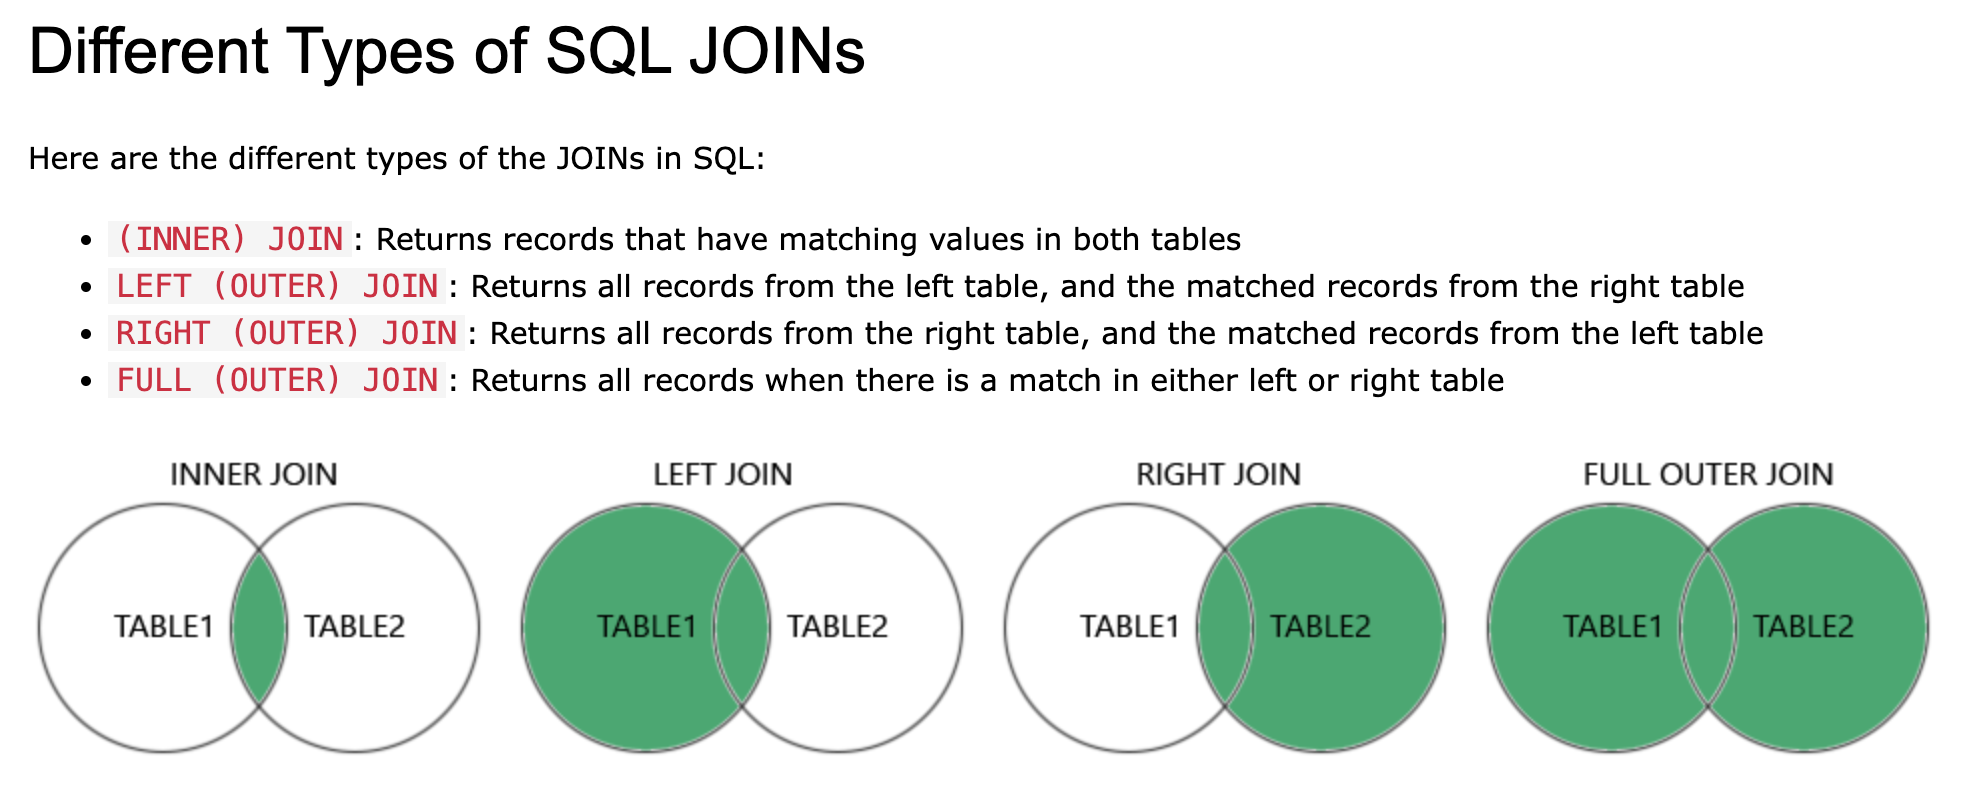 Different Types of SQL JOINs
Here are the different types of the JOINs in SQL:
• (INNER) JOIN: Returns records that have matching values in both tables
• LEFT (OUTER) JOIN: Returns all records from the left table, and the matched records from the right table
• RIGHT (OUTER) JOIN: Returns all records from the right table, and the matched records from the left table
• FULL (OUTER) JOIN: Returns all records when there is a match in either left or right table
INNER JOIN
TABLE1 TABLE2
LEFT JOIN
TABLE1 TABLE2
RIGHT JOIN
TABLE1 TABLE2
FULL OUTER JOIN
TABLE1 TABLE2